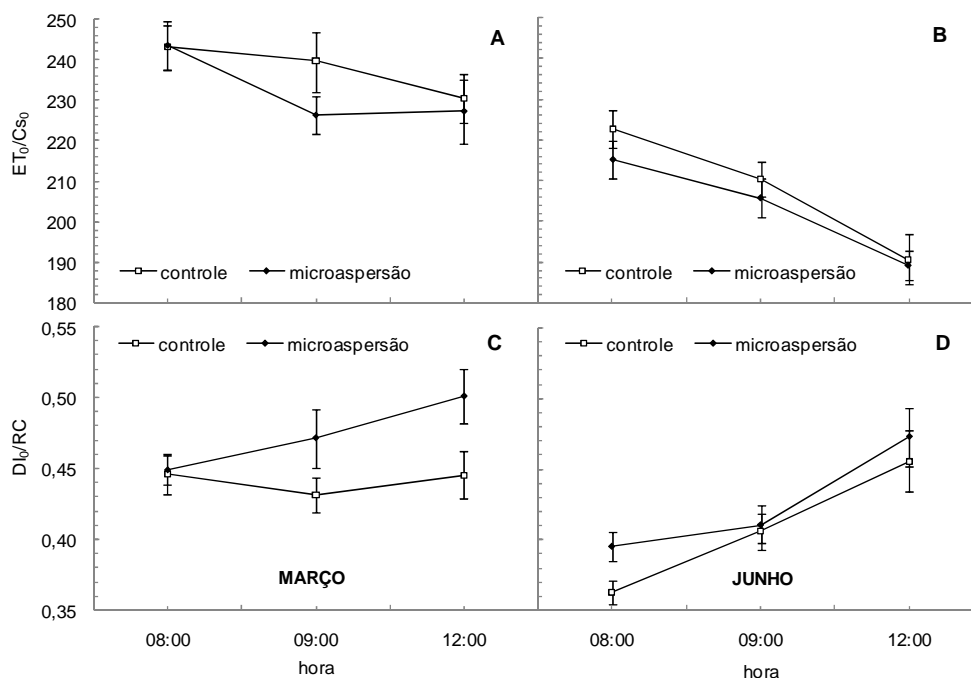 250
240
230
220
210
200
190
180
ET₀/Cs₀
A
B
controle microaspersão
controle microaspersão
0,55
0,50
0,45
0,40
0,35
DI₀/RC
controle microaspersão
C
controle microaspersão
D
MARÇO
JUNHO
08:00 09:00 12:00
08:00 09:00 12:00
hora
hora